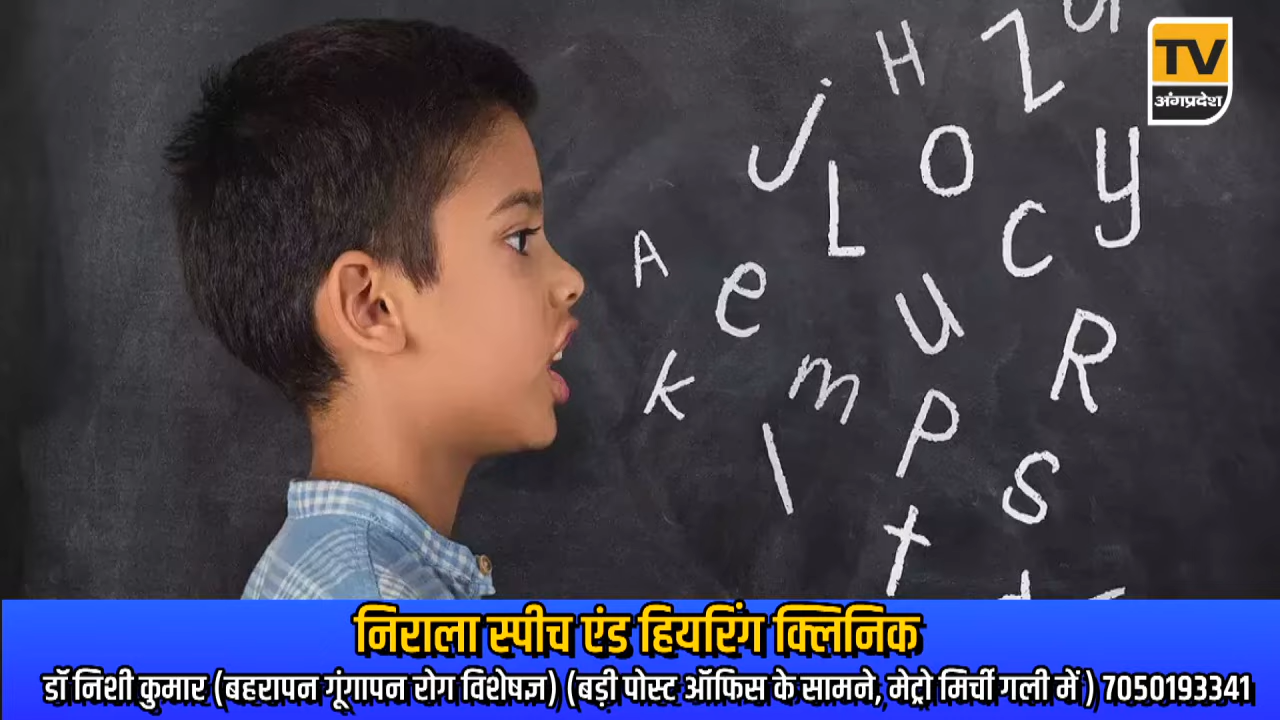 H
Z
TV
अंगप्रदेश
J
O
y
L
C
A
e
u
R
K
m
l
P
S
t
निराला स्पीच एंड हियरिंग क्लिनिक
डॉ निशी कुमार (बहरापन गूंगापन रोग विशेषज्ञ) (बड़ी पोस्ट ऑफिस के सामने, मेट्रो मिर्ची गली में ) 7050193341